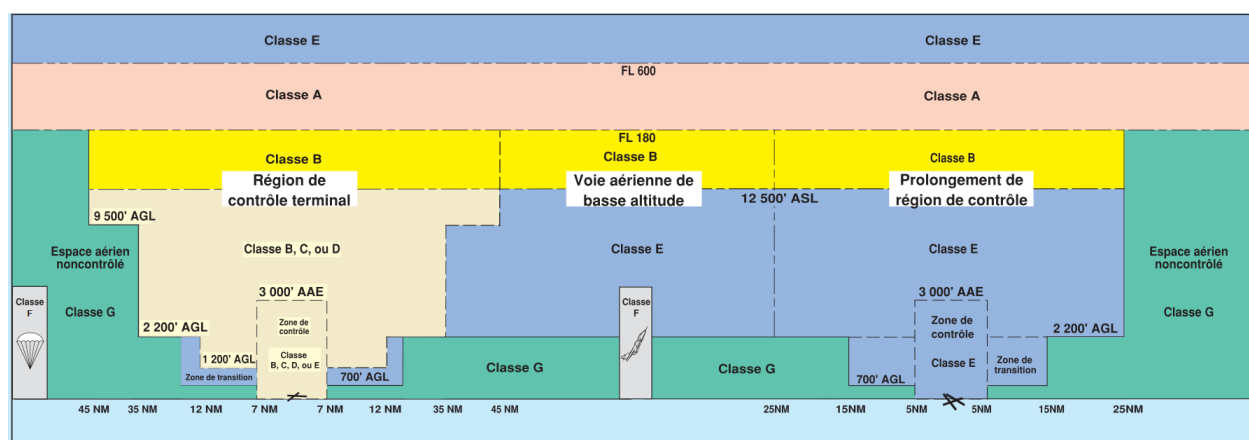 Classe E
Classe E
FL 600
Classe A
Classe A
FL 180
Classe B
Classe B
Classe B
Région de
contrôle terminal
Voie aérienne de
basse altitude
Prolongement de
région de contrôle
12 500' ASL
9 500' AGL
Espace aérien
noncontrôlé
Classe B, C, ou D
Classe E
Classe E
Espace aérien
noncontrôlé
Classe
F
Classe G
3 000' AAE
Classe
F
3 000' AAE
Classe G
2 200' AGL
Zone de
contrôle
Zone de
contrôle
2 200' AGL
1 200' AGL
Classe
B, C, D, ou E
Classe G
Classe G
Classe E
Zone de
transition
Zone de transition
700' AGL
700' AGL
45 NM
35 NM
12 NM
7 NM
7 NM
12 NM
35 NM
45 NM
25NM
15NM
5NM
5NM
15NM
25NM